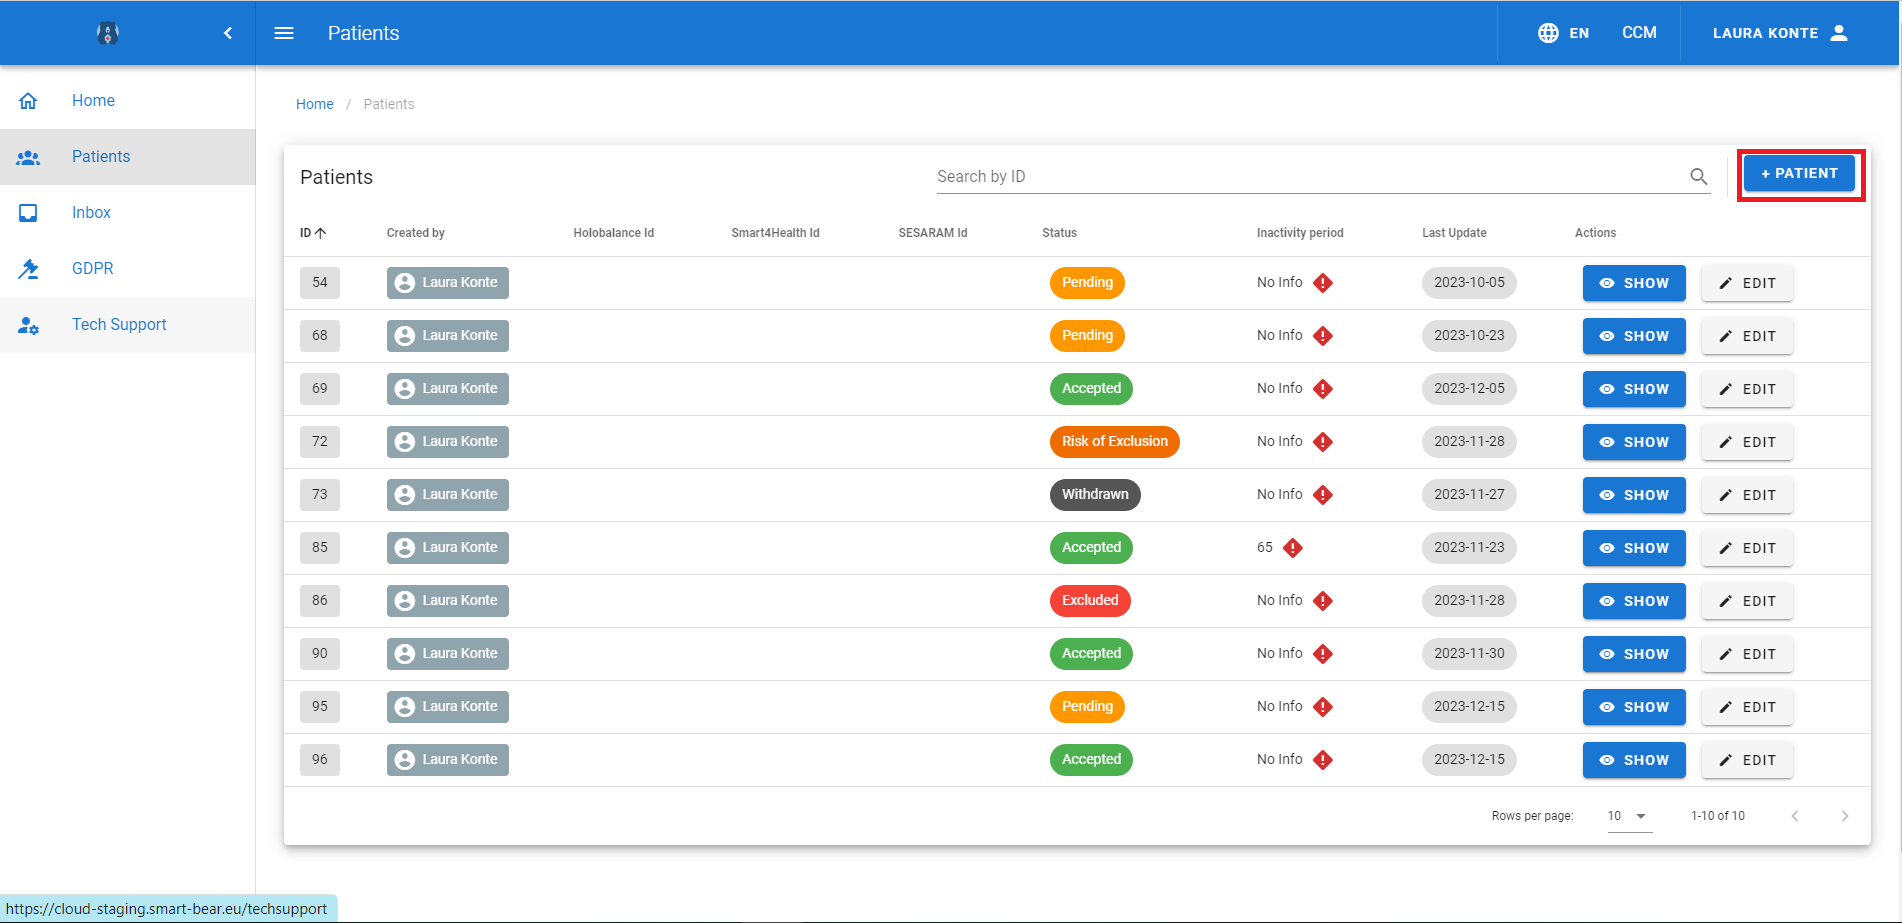 Patients
EN
CCM
LAURA KONTE
Home
Patients
Inbox
GDPR
Tech Support
Home / Patients
Patients
Search by ID
+ PATIENT
ID Created by Holobalance Id Smart4Health Id SESARAM Id Status Inactivity period Last Update Actions
54 Laura Konte Pending No Info 2023-10-05 SHOW EDIT
68 Laura Konte Pending No Info 2023-10-23 SHOW EDIT
69 Laura Konte Accepted No Info 2023-12-05 SHOW EDIT
72 Laura Konte Risk of Exclusion No Info 2023-11-28 SHOW EDIT
73 Laura Konte Withdrawn No Info 2023-11-27 SHOW EDIT
85 Laura Konte Accepted 65 2023-11-23 SHOW EDIT
86 Laura Konte Excluded No Info 2023-11-28 SHOW EDIT
90 Laura Konte Accepted No Info 2023-11-30 SHOW EDIT
95 Laura Konte Pending No Info 2023-12-15 SHOW EDIT
96 Laura Konte Accepted No Info 2023-12-15 SHOW EDIT
Rows per page: 10 1-10 of 10
https://cloud-staging.smart-bear.eu/techsupport